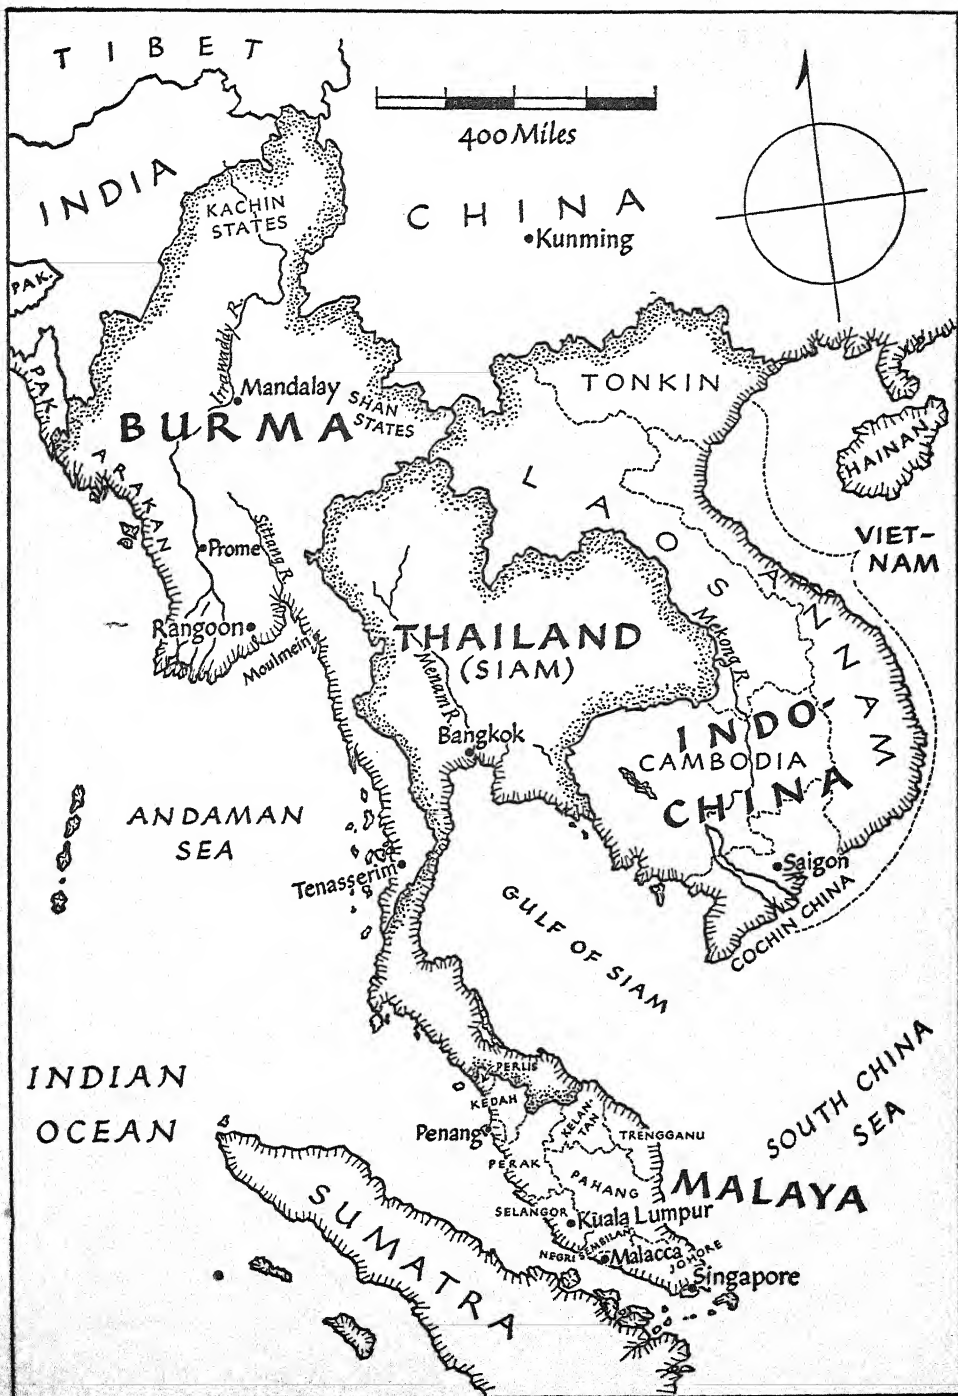 TIBET
400 Miles
INDIA
KACHIN
STATES
CHINA
Kunming
PAK.
PAK.
Irrawaddy R.
Mandalay
SHAN
STATES
BURMA
TONKIN
HAINAN
ARAKAN
LAOS
Sittang R.
Prome
VIET-
NAM
ANNAM
Rangoon
Moulmein
THAILAND
(SIAM)
Menam R.
Mekong R.
Bangkok
INDO-
CAMBODIA
CHINA
ANDAMAN
SEA
Tenasserim
Saigon
COCHIN CHINA
GULF OF SIAM
INDIAN
OCEAN
SOUTH CHINA
SEA
PERLIS
KEDAH
Penang
KELAN-
TAN
TRENGGANU
PERAK
PAHANG
MALAYA
SELANGOR
Kuala Lumpur
NEGRI SEMBILAN
Malacca
JOHORE
Singapore
SUMATRA